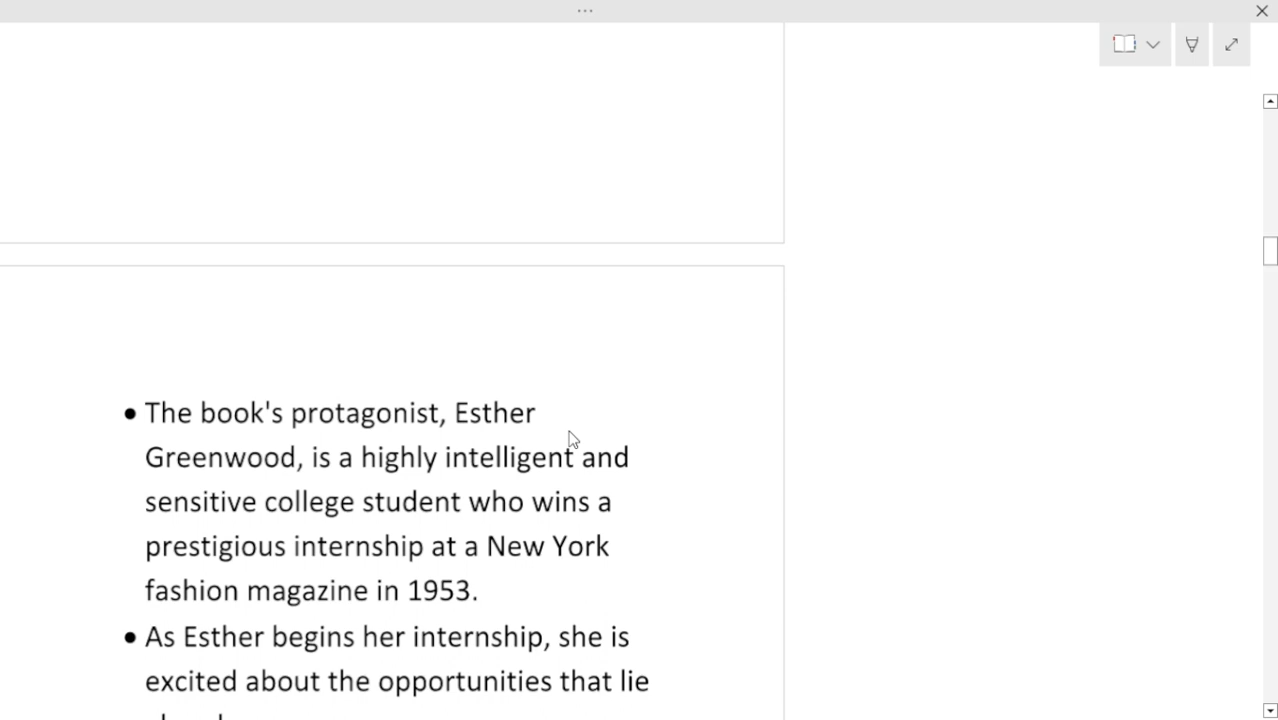 • The book's protagonist, Esther
Greenwood, is a highly intelligent and
sensitive college student who wins a
prestigious internship at a New York
fashion magazine in 1953.
• As Esther begins her internship, she is
excited about the opportunities that lie